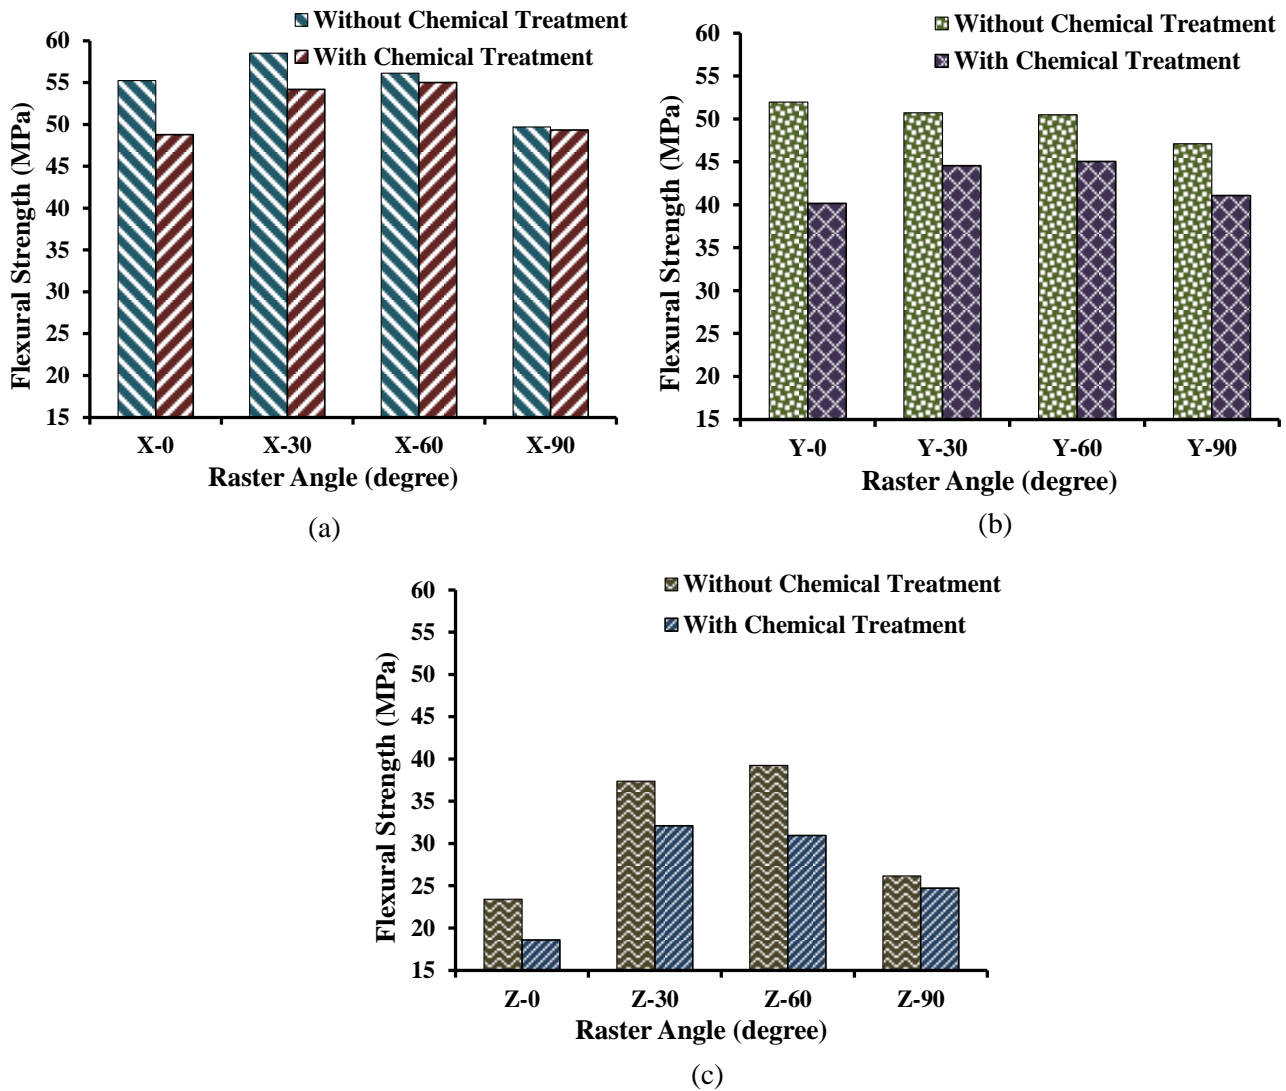 Without Chemical Treatment
With Chemical Treatment
60
55
50
45
40
35
30
25
20
15
Flexural Strength (MPa)
X-0 X-30 X-60 X-90
Raster Angle (degree)
(a)
Without Chemical Treatment
With Chemical Treatment
60
55
50
45
40
35
30
25
20
15
Flexural Strength (MPa)
Y-0 Y-30 Y-60 Y-90
Raster Angle (degree)
(b)
Without Chemical Treatment
With Chemical Treatment
60
55
50
45
40
35
30
25
20
15
Flexural Strength (MPa)
Z-0 Z-30 Z-60 Z-90
Raster Angle (degree)
(c)